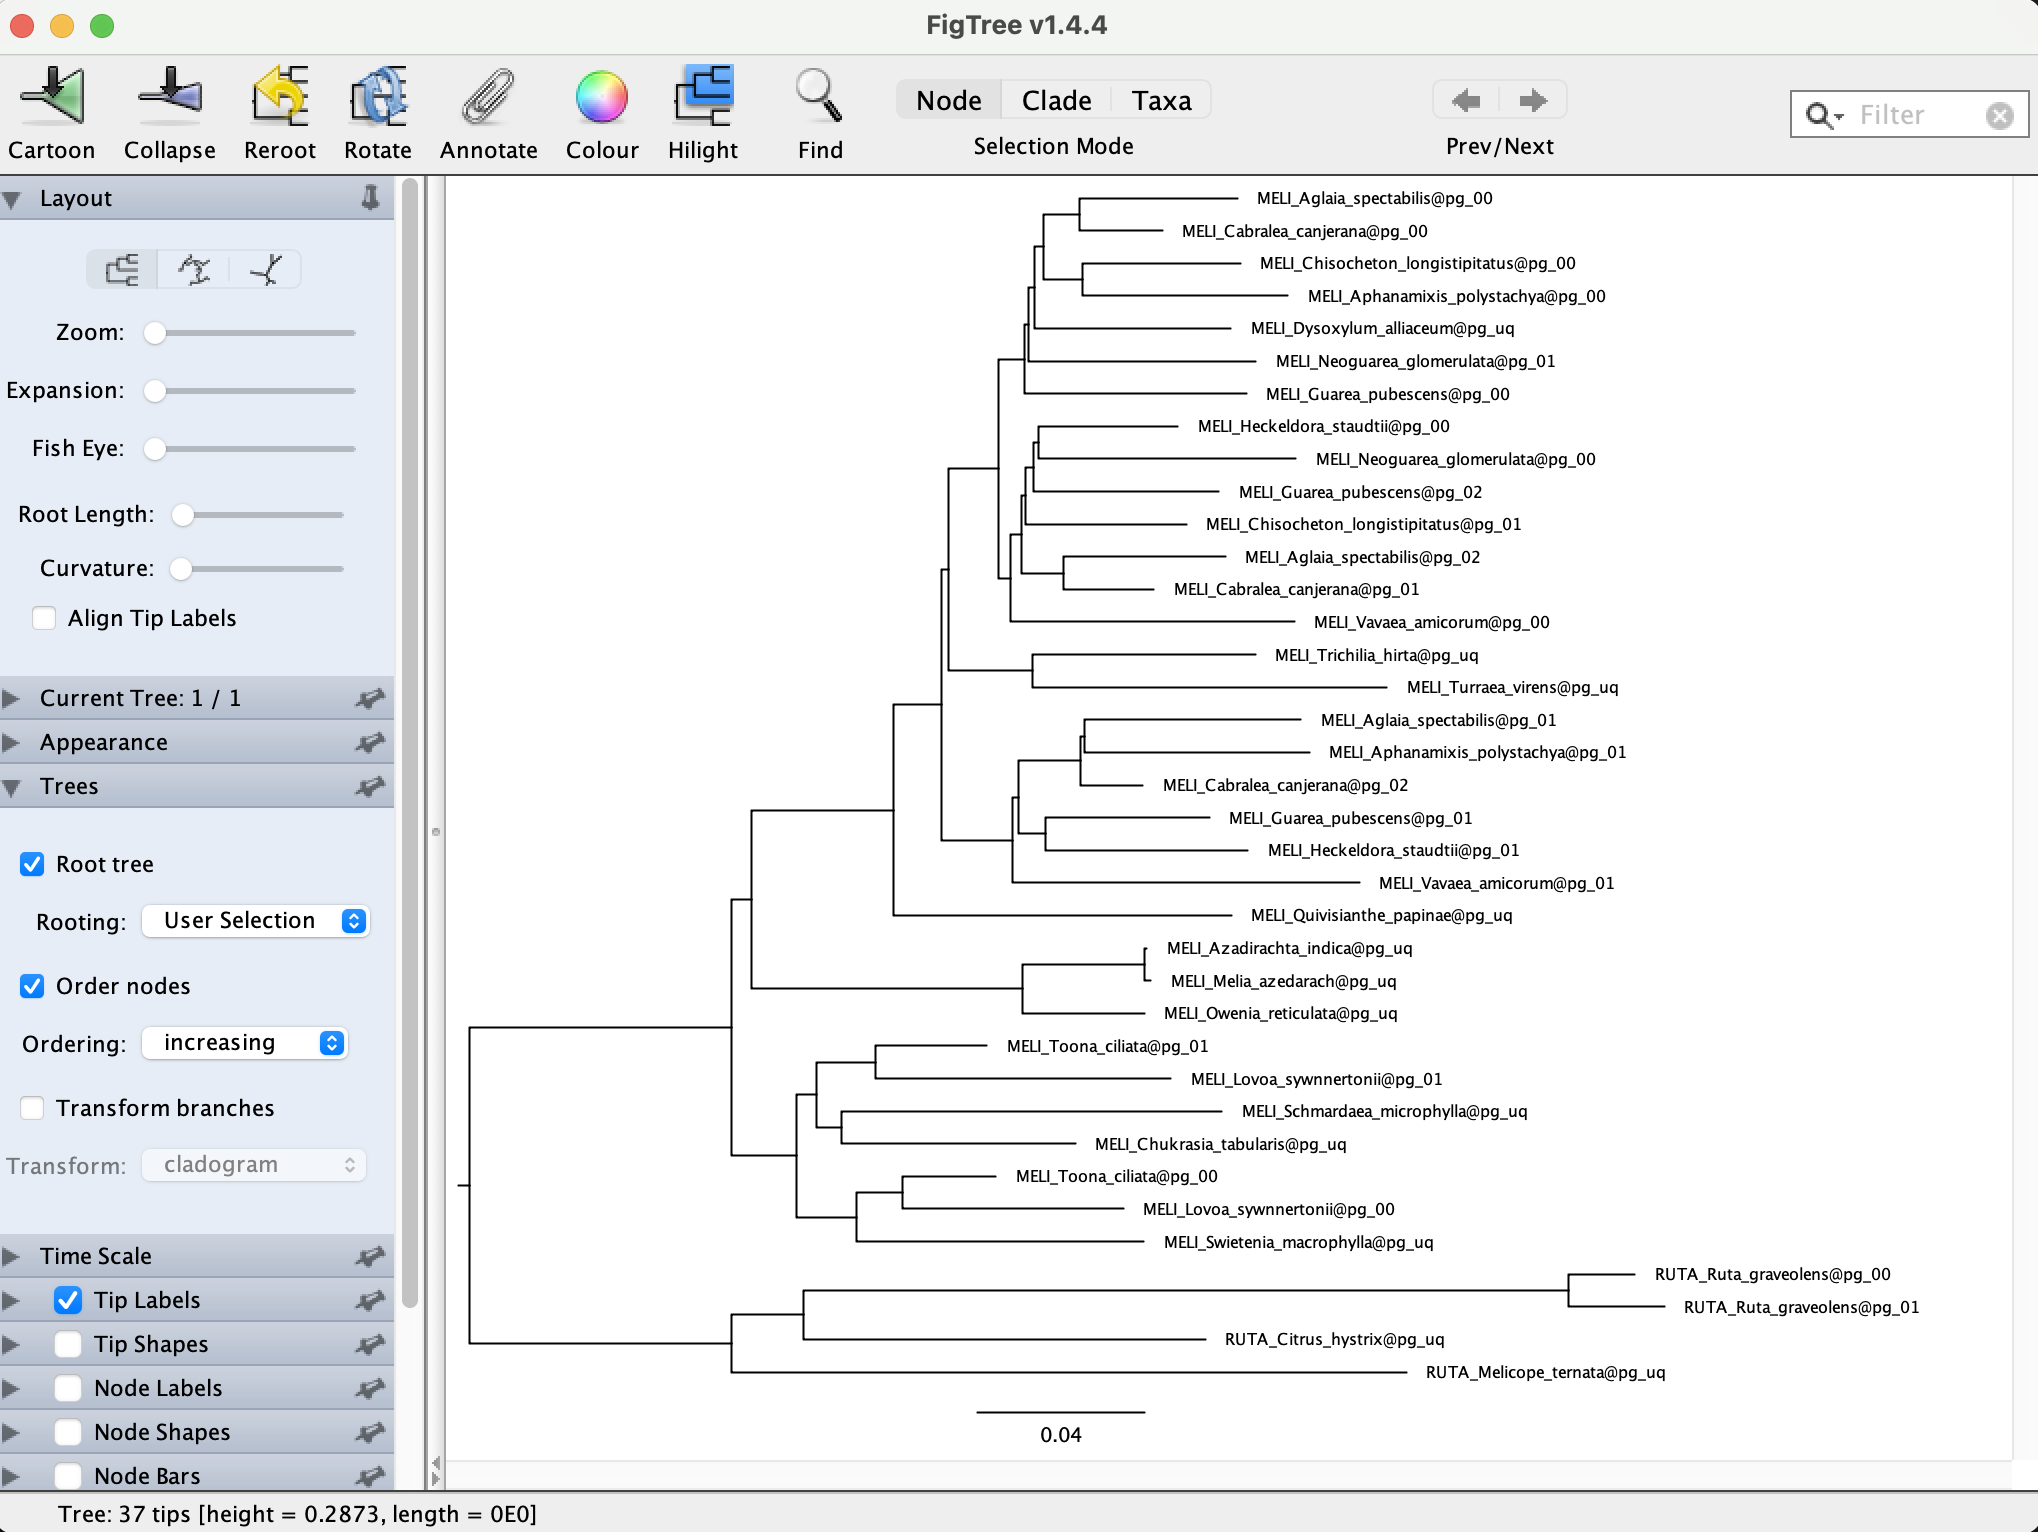 FigTree v1.4.4
Cartoon Collapse Reroot Rotate Annotate Colour Hilight Find
Node Clade Taxa
Selection Mode
Prev/Next
Filter
Layout
Zoom:
Expansion:
Fish Eye:
Root Length:
Curvature:
Align Tip Labels
Current Tree: 1 / 1
Appearance
Trees
Root tree
Rooting: User Selection
Order nodes
Ordering: increasing
Transform branches
Transform: cladogram
Time Scale
Tip Labels
Tip Shapes
Node Labels
Node Shapes
Node Bars
MELI_Aglaia_spectabilis@pg_00
MELI_Cabralea_canjerana@pg_00
MELI_Chisocheton_longistipitatus@pg_00
MELI_Aphanamixis_polystachya@pg_00
MELI_Dysoxylum_alliaceum@pg_uq
MELI_Neoguarea_glomerulata@pg_01
MELI_Guarea_pubescens@pg_00
MELI_Heckeldora_staudtii@pg_00
MELI_Neoguarea_glomerulata@pg_00
MELI_Guarea_pubescens@pg_02
MELI_Chisocheton_longistipitatus@pg_01
MELI_Aglaia_spectabilis@pg_02
MELI_Cabralea_canjerana@pg_01
MELI_Vavaea_amicorum@pg_00
MELI_Trichilia_hirta@pg_uq
MELI_Turraea_virens@pg_uq
MELI_Aglaia_spectabilis@pg_01
MELI_Aphanamixis_polystachya@pg_01
MELI_Cabralea_canjerana@pg_02
MELI_Guarea_pubescens@pg_01
MELI_Heckeldora_staudtii@pg_01
MELI_Vavaea_amicorum@pg_01
MELI_Quivisianthe_papinae@pg_uq
MELI_Azadirachta_indica@pg_uq
MELI_Melia_azedarach@pg_uq
MELI_Owenia_reticulata@pg_uq
MELI_Toona_ciliata@pg_01
MELI_Lovoa_sywnnertonii@pg_01
MELI_Schmardaea_microphylla@pg_uq
MELI_Chukrasia_tabularis@pg_uq
MELI_Toona_ciliata@pg_00
MELI_Lovoa_sywnnertonii@pg_00
MELI_Swietenia_macrophylla@pg_uq
RUTA_Ruta_graveolens@pg_00
RUTA_Ruta_graveolens@pg_01
RUTA_Citrus_hystrix@pg_uq
RUTA_Melicope_ternata@pg_uq
0.04
Tree: 37 tips [height = 0.2873, length = 0E0]